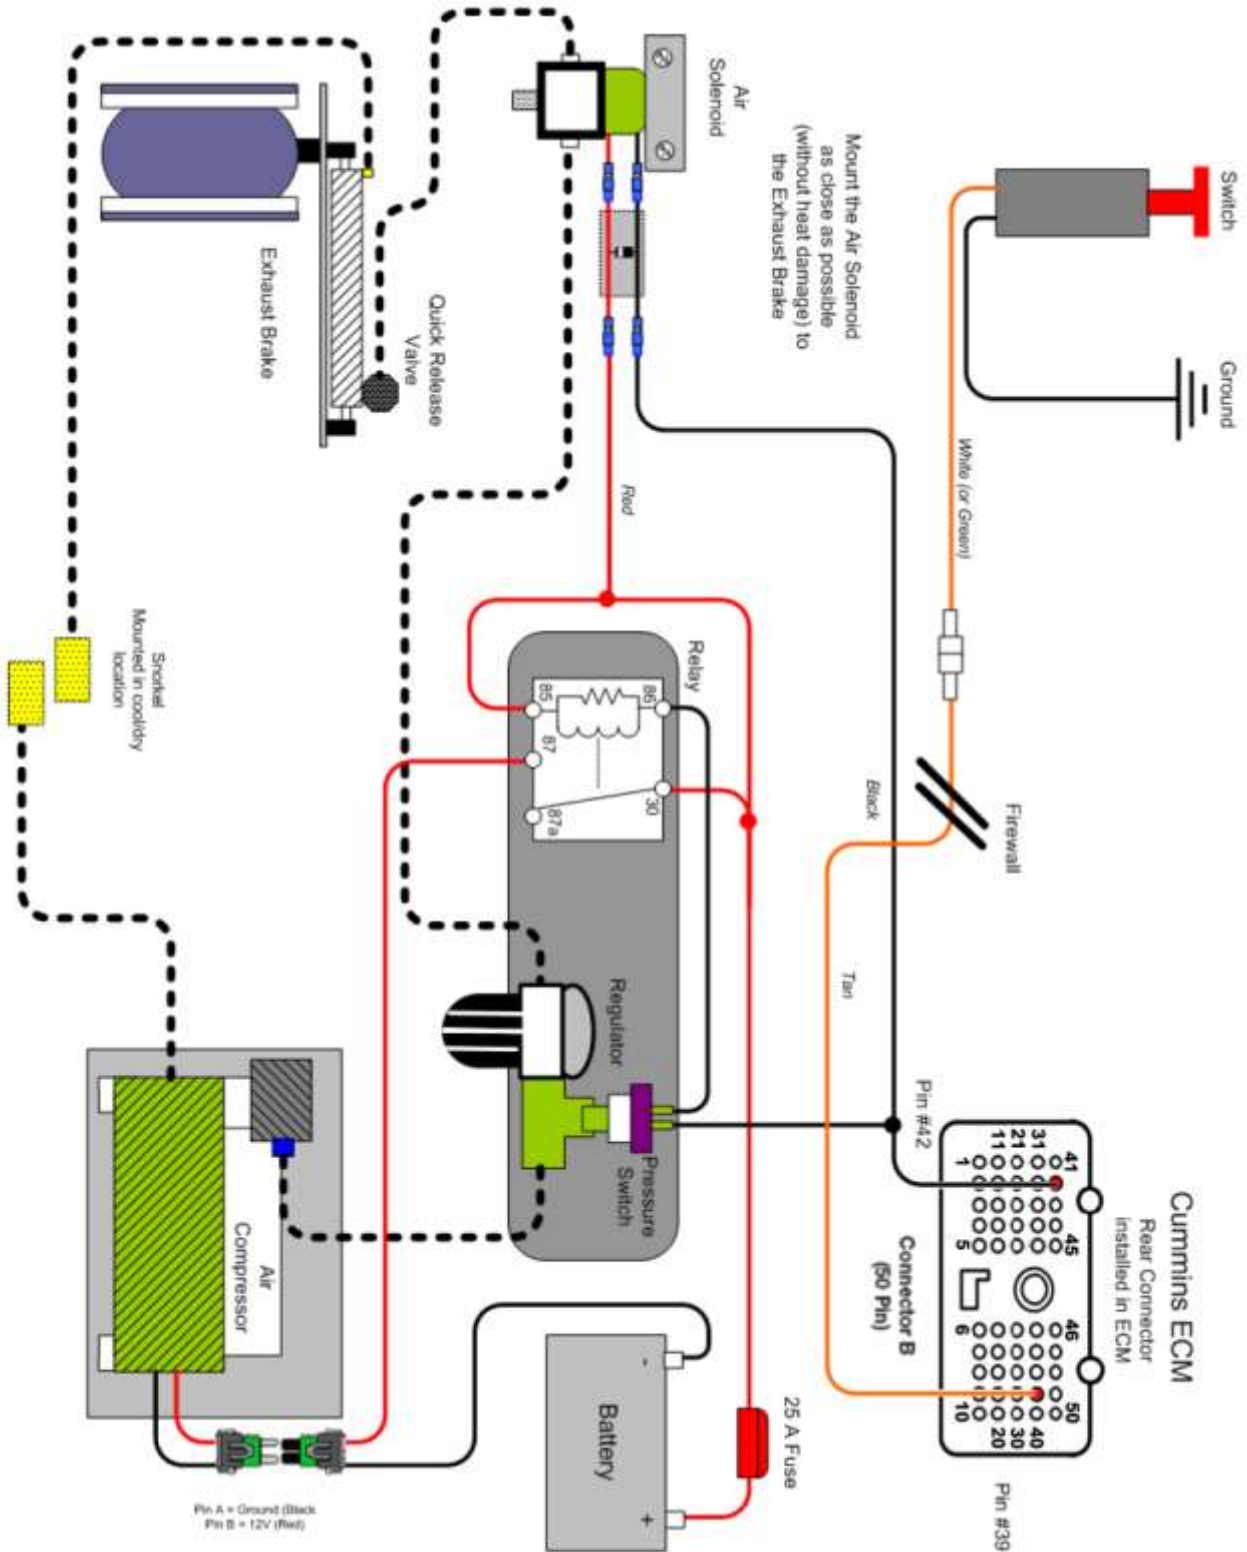 Cummins ECM
Rear Connector
installed in ECM
Switch
Ground
Firewall
White (or Green)
Tan
Black
Pin #42
Pin #39
41
31
21
11
1
45
5
46
6
50
40
30
20
10
Connector B
(50 Pin)
Mount the Air Solenoid
as close as possible
(without heat damage) to
the Exhaust Brake
Air
Solenoid
Red
Relay
86
30
85
87
87a
Regulator
Pressure
Switch
25 A Fuse
Battery
-
+
Quick Release
Valve
Exhaust Brake
Snorkel
Mounted in cool/dry
location
Air
Compressor
Pin A = Ground (Black
Pin B = 12V (Red)